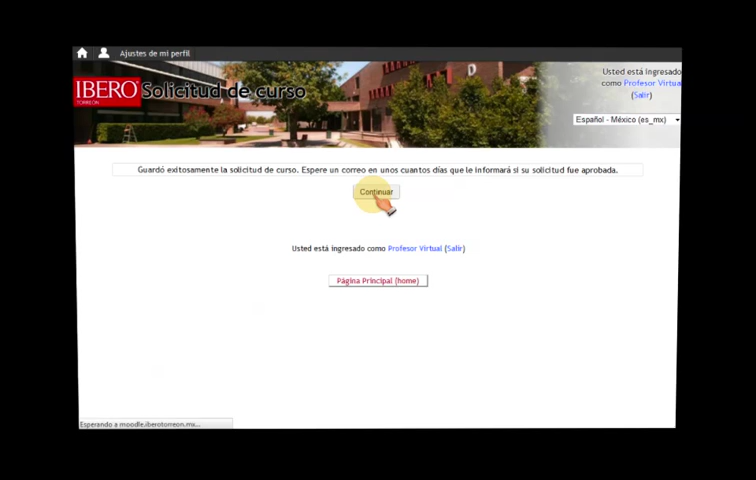 Ajustes de mi perfil
IBERO
TORREÓN
Solicitud de curso
D
Usted está ingresado
como Profesor Virtua
(Salir)
Español - México (es_mx)
Guardó exitosamente la solicitud de curso. Espere un correo en unos cuantos días que le informará si su solicitud fue aprobada.
Continuar
Usted está ingresado como Profesor Virtual (Salir)
Página Principal (home)
Esperando a moodle.iberotorreon.mx...